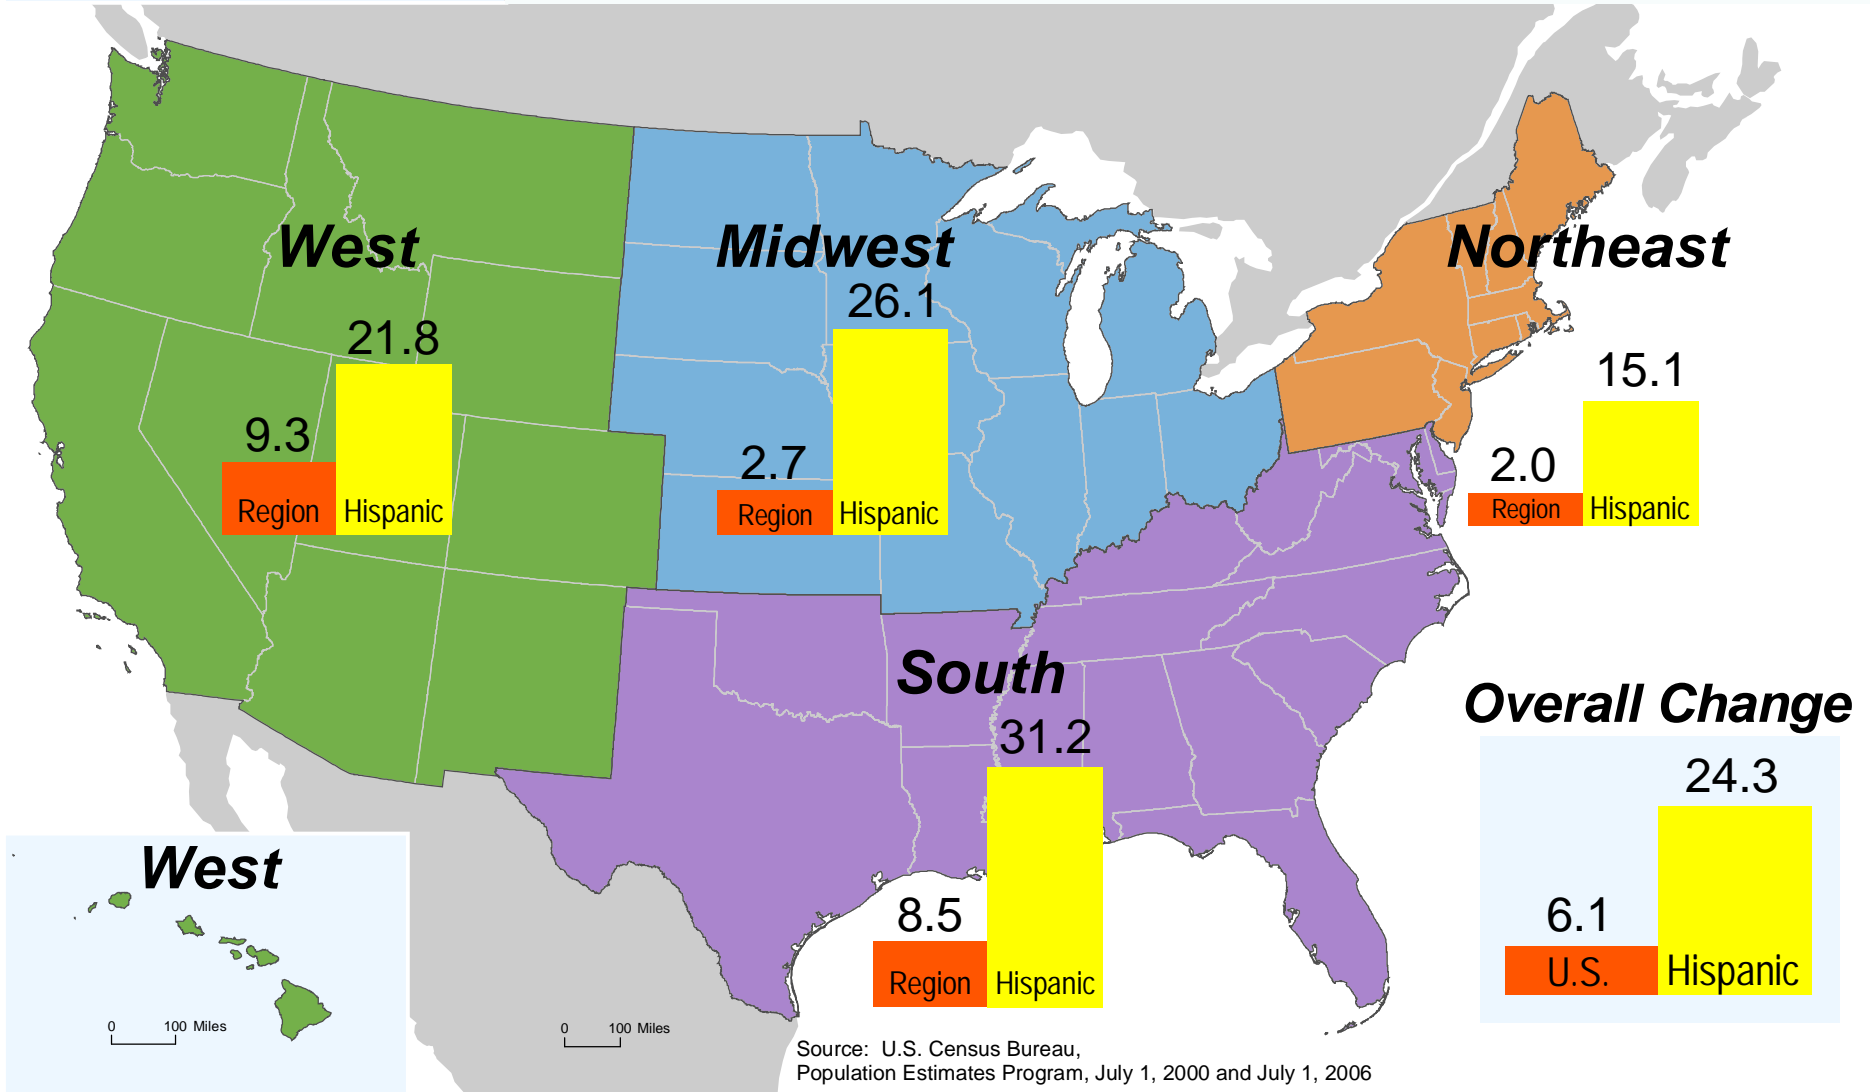 West
21.8
9.3
Region
Hispanic
Midwest
26.1
2.7
Region
Hispanic
Northeast
15.1
2.0
Region
Hispanic
South
31.2
8.5
Region
Hispanic
Overall Change
24.3
6.1
U.S.
Hispanic
West
0 100 Miles
0 100 Miles
Source: U.S. Census Bureau,
Population Estimates Program, July 1, 2000 and July 1, 2006